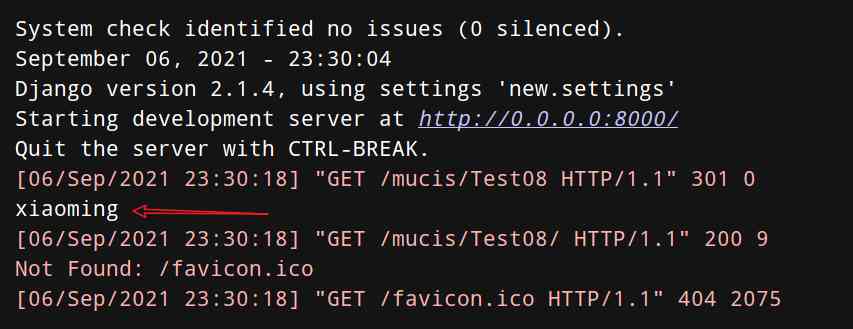 System check identified no issues (0 silenced).
September 06, 2021 - 23:30:04
Django version 2.1.4, using settings 'new.settings'
Starting development server at http://0.0.0.0:8000/
Quit the server with CTRL-BREAK.
[06/Sep/2021 23:30:18] "GET /mucis/Test08 HTTP/1.1" 301 0
xiaoming
[06/Sep/2021 23:30:18] "GET /mucis/Test08/ HTTP/1.1" 200 9
Not Found: /favicon.ico
[06/Sep/2021 23:30:18] "GET /favicon.ico HTTP/1.1" 404 2075